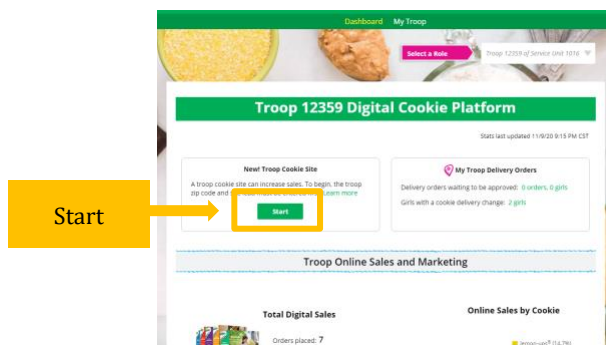 Dashboard My Troop
Select a Role Troop 12359 of Service Unit 1016
Troop 12359 Digital Cookie Platform
Stats last updated 11/9/20 9:15 PM CST
New! Troop Cookie Site
A troop cookie site can increase sales. To begin, the troop
zip code and
Learn more
Start
My Troop Delivery Orders
Delivery orders waiting to be approved: 0 orders, 0 girls
Girls with a cookie delivery change: 2 girls
Start
Troop Online Sales and Marketing
Total Digital Sales
Orders placed: 7
Online Sales by Cookie